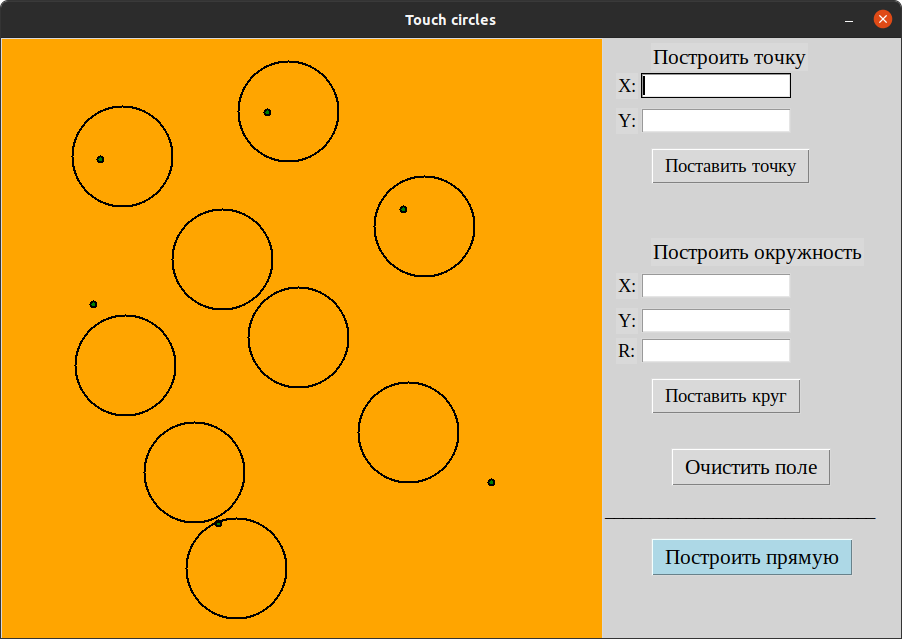 Touch circles
Построить точку
X:
Y:
Поставить точку
Построить окружность
X:
Y:
R:
Поставить круг
Очистить поле
Построить прямую